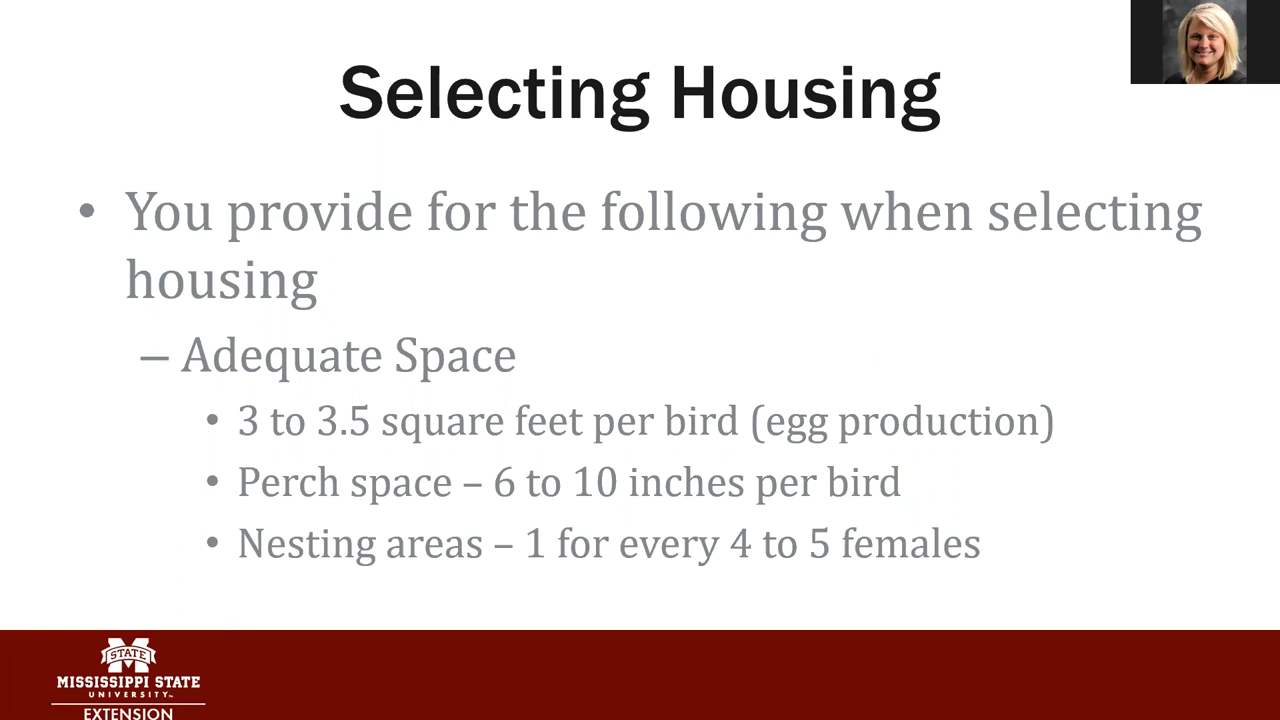 Selecting Housing
• You provide for the following when selecting
housing
– Adequate Space
• 3 to 3.5 square feet per bird (egg production)
• Perch space – 6 to 10 inches per bird
• Nesting areas – 1 for every 4 to 5 females
STATE
MISSISSIPPI STATE
UNIVERSITY™
EXTENSION